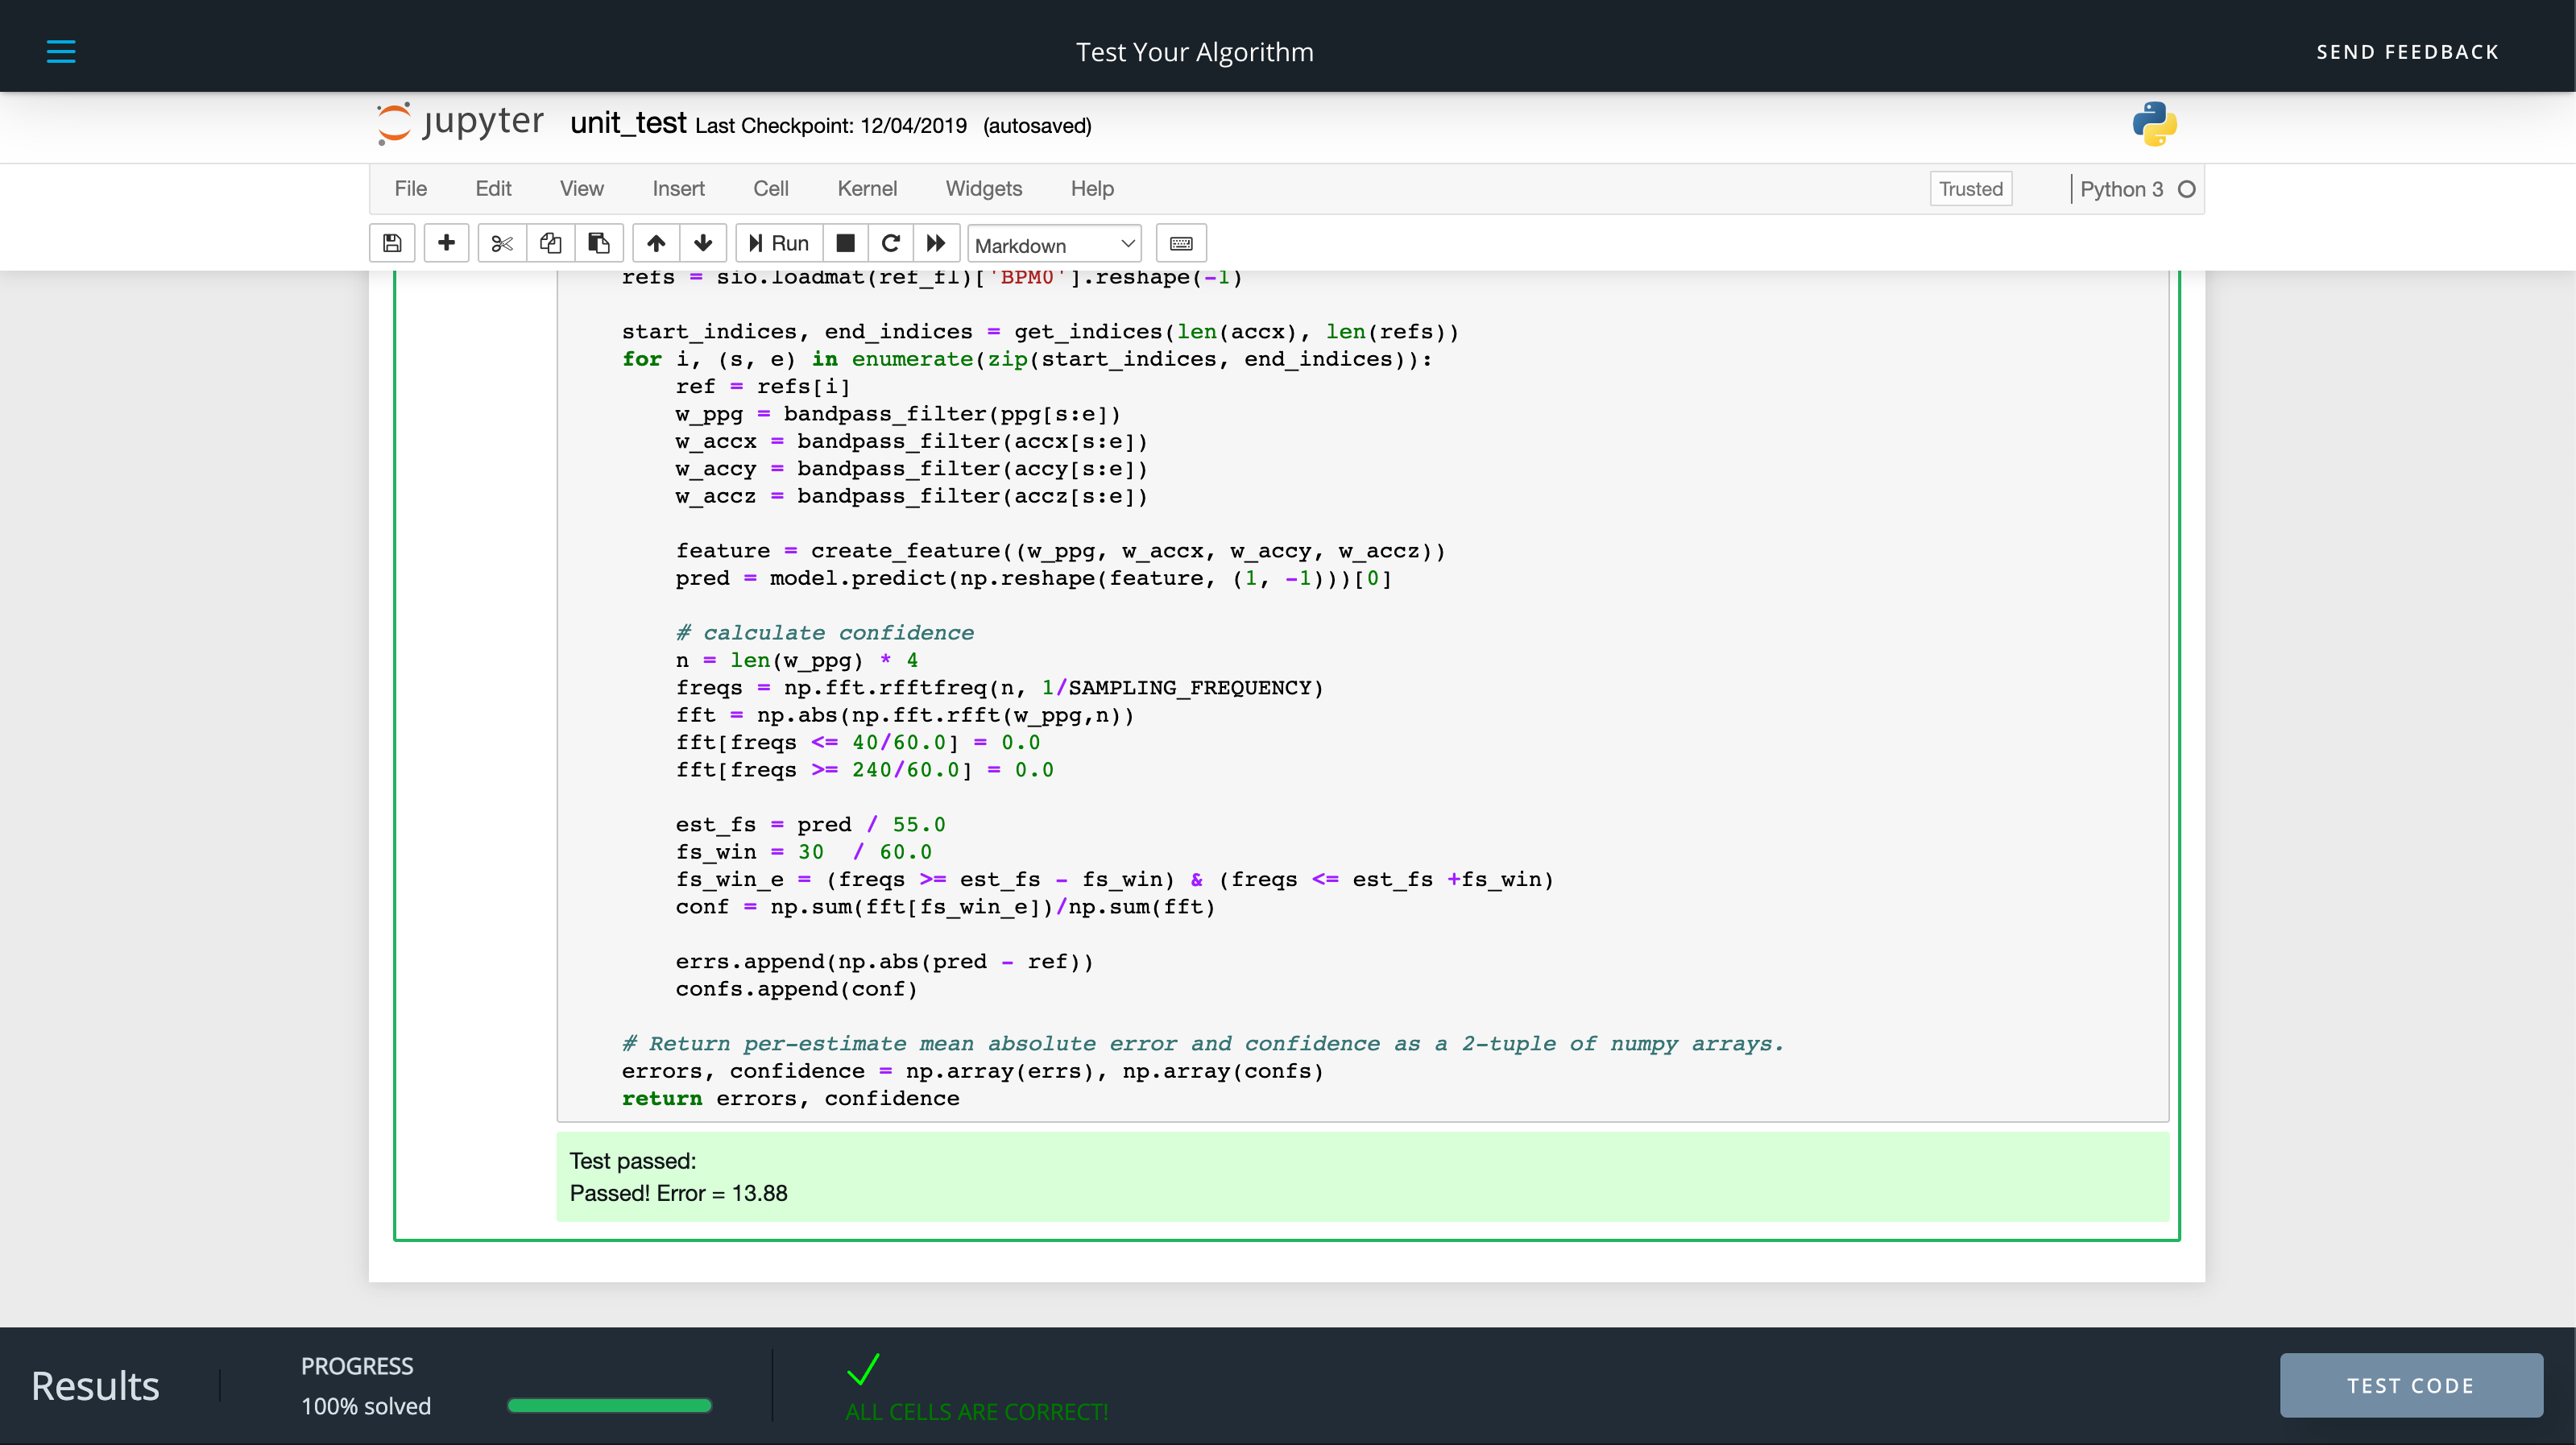 Test Your Algorithm
SEND FEEDBACK
jupyter unit_test Last Checkpoint: 12/04/2019 (autosaved)
File Edit View Insert Cell Kernel Widgets Help Trusted Python 3
Run Markdown
refs = sio.loadmat(ref_fl)['BPM0'].reshape(-1)
start_indices, end_indices = get_indices(len(accx), len(refs))
for i, (s, e) in enumerate(zip(start_indices, end_indices)):
ref = refs[i]
w_ppg = bandpass_filter(ppg[s:e])
w_accx = bandpass_filter(accx[s:e])
w_accy = bandpass_filter(accy[s:e])
w_accz = bandpass_filter(accz[s:e])
feature = create_feature((w_ppg, w_accx, w_accy, w_accz))
pred = model.predict(np.reshape(feature, (1, -1)))[0]
# calculate confidence
n = len(w_ppg) * 4
freqs = np.fft.rfftfreq(n, 1/SAMPLING_FREQUENCY)
fft = np.abs(np.fft.rfft(w_ppg,n))
fft[freqs <= 40/60.0] = 0.0
fft[freqs >= 240/60.0] = 0.0
est_fs = pred / 55.0
fs_win = 30  / 60.0
fs_win_e = (freqs >= est_fs - fs_win) & (freqs <= est_fs +fs_win)
conf = np.sum(fft[fs_win_e])/np.sum(fft)
errs.append(np.abs(pred - ref))
confs.append(conf)
# Return per-estimate mean absolute error and confidence as a 2-tuple of numpy arrays.
errors, confidence = np.array(errs), np.array(confs)
return errors, confidence
Test passed:
Passed! Error = 13.88
Results
PROGRESS
100% solved
ALL CELLS ARE CORRECT!
TEST CODE